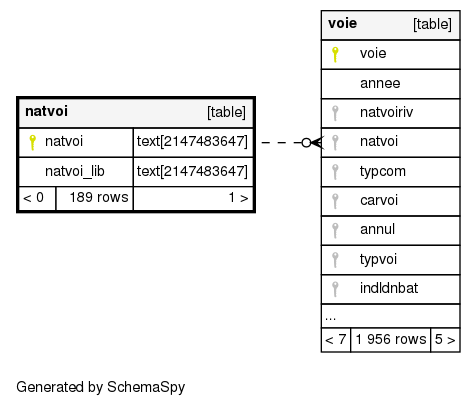 natvoi [table]
natvoi text[2147483647]
natvoi_lib text[2147483647]
< 0 189 rows 1 >
voie [table]
voie
annee
natvoiriv
natvoi
typcom
carvoi
annul
typvoi
indldnbat
...
< 7 1 956 rows 5 >
Generated by SchemaSpy